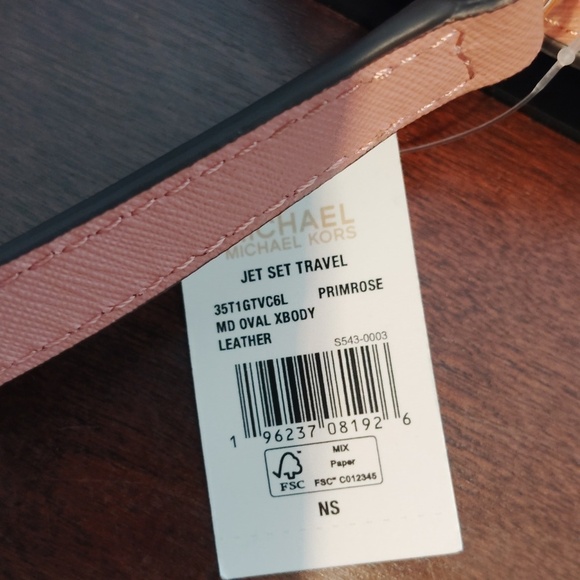 MICHAEL
MICHAEL KORS
JET SET TRAVEL
35T1GTVC6L PRIMROSE
MD OVAL XBODY
LEATHER
S543-0003
1 96237 08192 6
MIX
Paper
FSC FSC™ C012345
NS